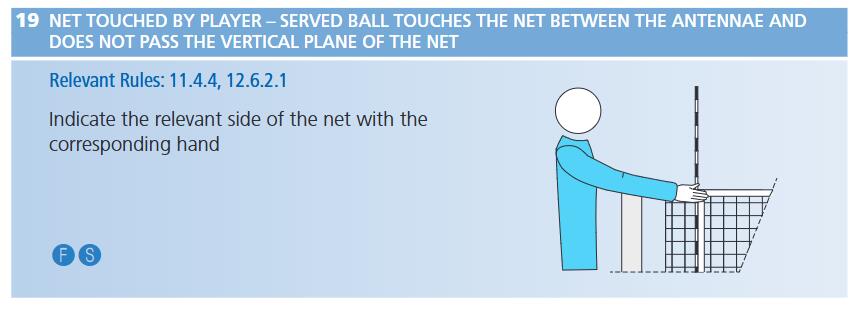 19 NET TOUCHED BY PLAYER – SERVED BALL TOUCHES THE NET BETWEEN THE ANTENNAE AND
DOES NOT PASS THE VERTICAL PLANE OF THE NET
Relevant Rules: 11.4.4, 12.6.2.1
Indicate the relevant side of the net with the
corresponding hand
F S